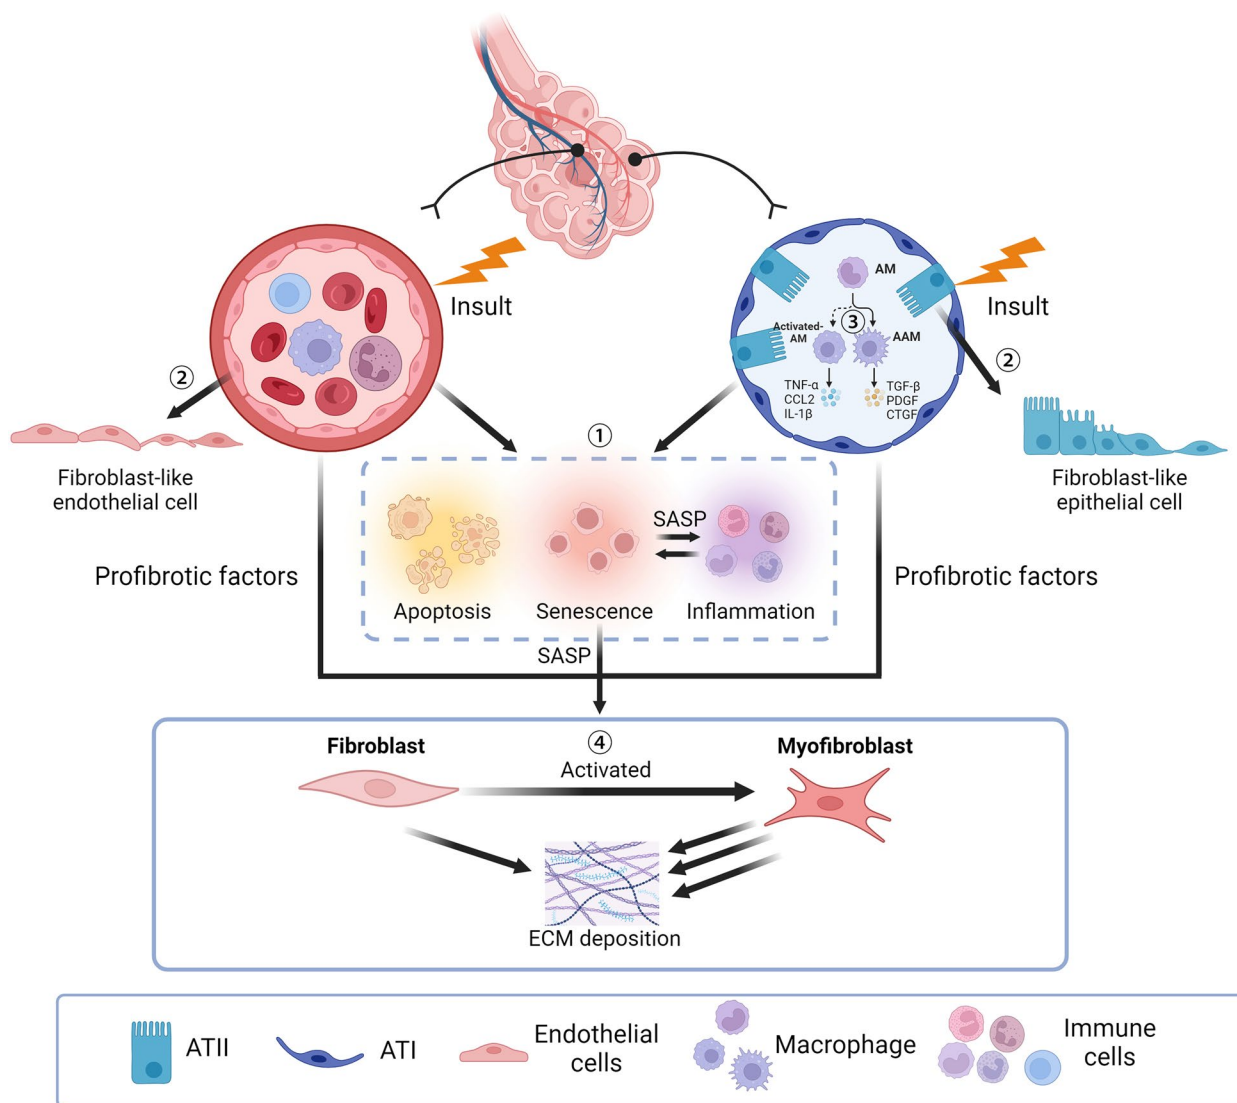 Insult
Insult
AM
③
Activated-
AM
AAM
TNF-α
CCL2
IL-1β
TGF-β
PDGF
CTGF
②
②
Fibroblast-like
endothelial cell
Fibroblast-like
epithelial cell
①
SASP
Apoptosis
Senescence
Inflammation
Profibrotic factors
Profibrotic factors
SASP
④
Fibroblast
Activated
Myofibroblast
ECM deposition
ATII
ATI
Endothelial
cells
Macrophage
Immune
cells